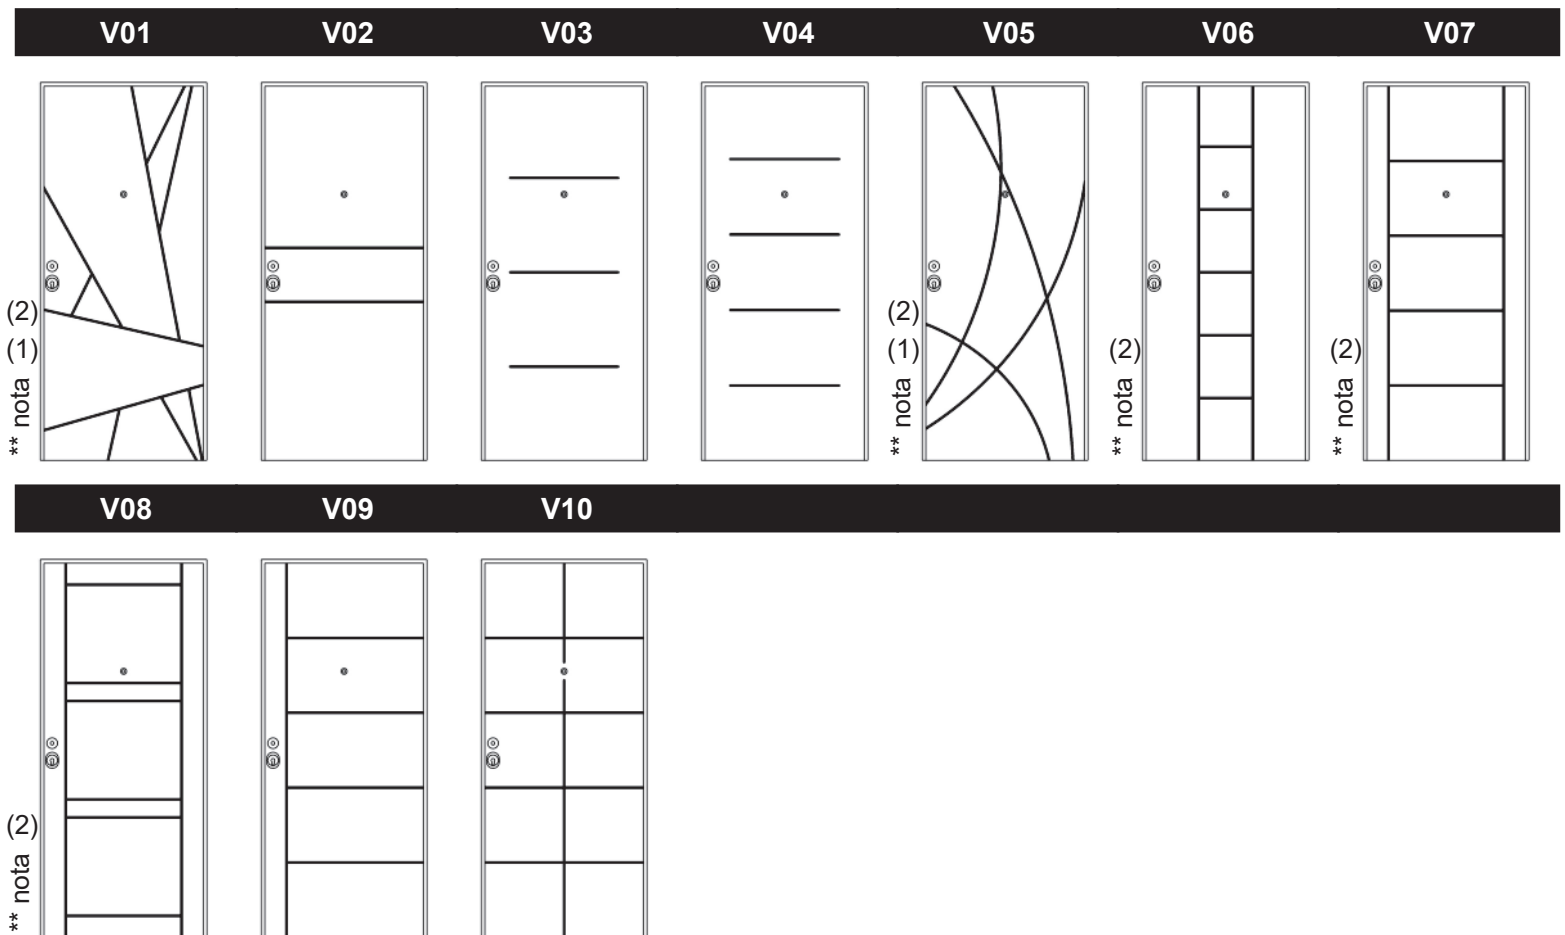 V01 V02 V03 V04 V05 V06 V07
** nota (1) (2)
** nota (1) (2)
** nota (2)
** nota (2)
V08 V09 V10
** nota (2)